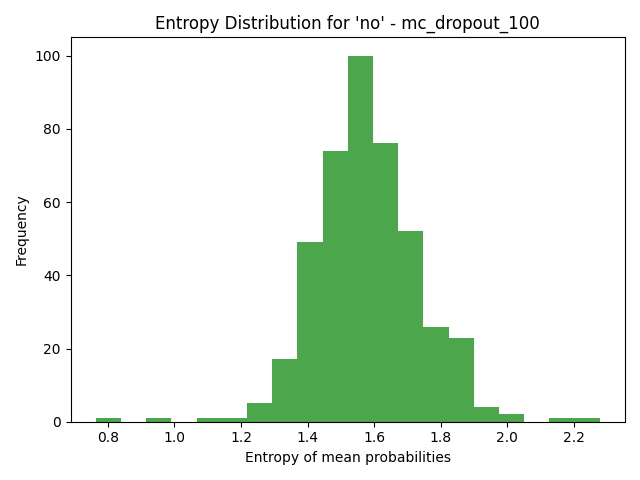 Entropy Distribution for 'no' - mc_dropout_100
Frequency
100
80
60
40
20
0
0.8 1.0 1.2 1.4 1.6 1.8 2.0 2.2
Entropy of mean probabilities